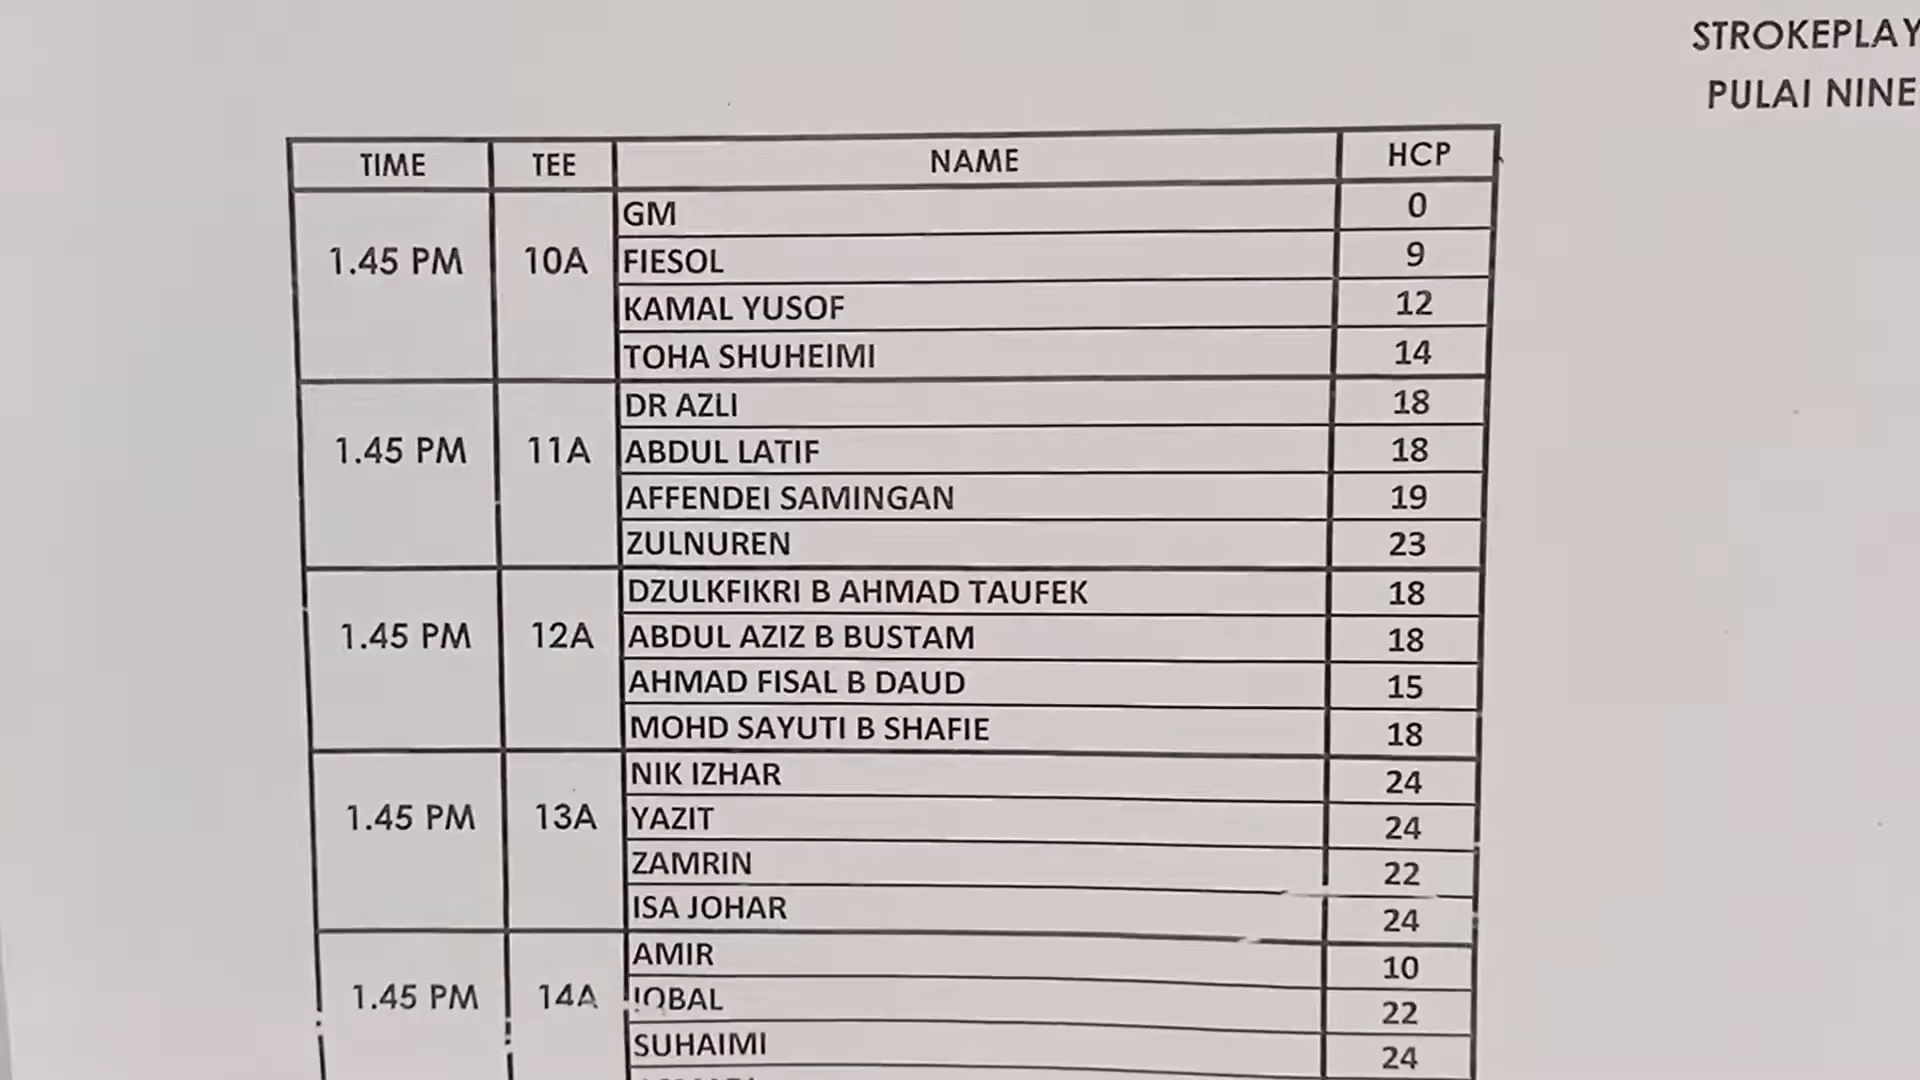 STROKEPLAY
PULAI NINE
TIME TEE NAME HCP
GM 0
1.45 PM 10A FIESOL 9
KAMAL YUSOF 12
TOHA SHUHEIMI 14
DR AZLI 18
1.45 PM 11A ABDUL LATIF 18
AFFENDEI SAMINGAN 19
ZULNUREN 23
DZULKFIKRI B AHMAD TAUFEK 18
1.45 PM 12A ABDUL AZIZ B BUSTAM 18
AHMAD FISAL B DAUD 15
MOHD SAYUTI B SHAFIE 18
NIK IZHAR 24
1.45 PM 13A YAZIT 24
ZAMRIN 22
ISA JOHAR 24
AMIR 10
1.45 PM 14A IQBAL 22
SUHAIMI 24